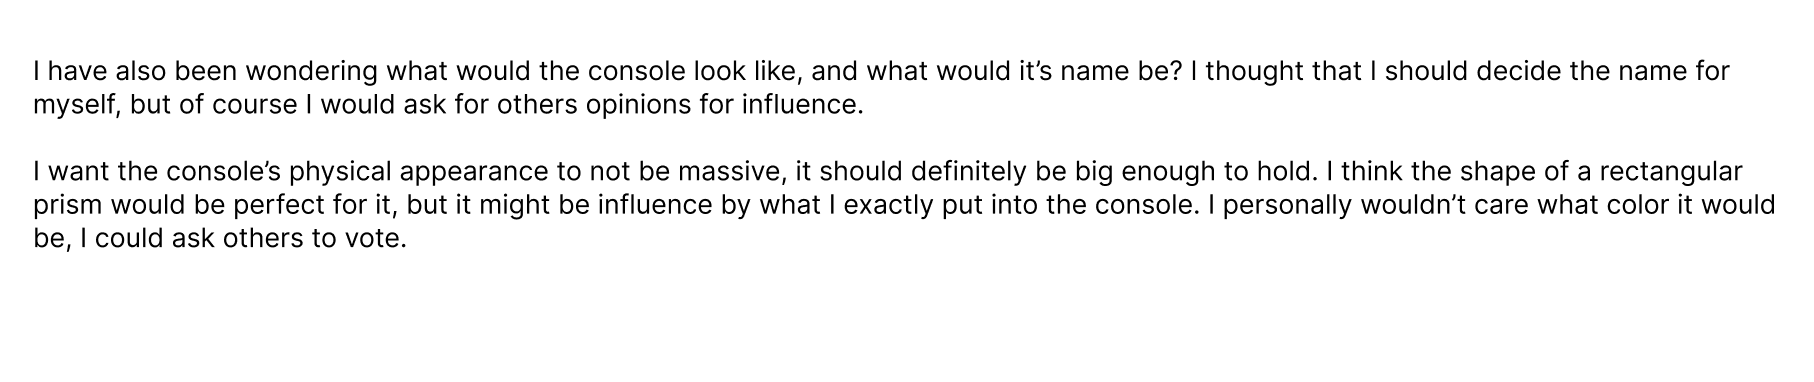 I have also been wondering what would the console look like, and what would it’s name be? I thought that I should decide the name for
myself, but of course I would ask for others opinions for influence.
I want the console’s physical appearance to not be massive, it should definitely be big enough to hold. I think the shape of a rectangular
prism would be perfect for it, but it might be influence by what I exactly put into the console. I personally wouldn’t care what color it would
be, I could ask others to vote.